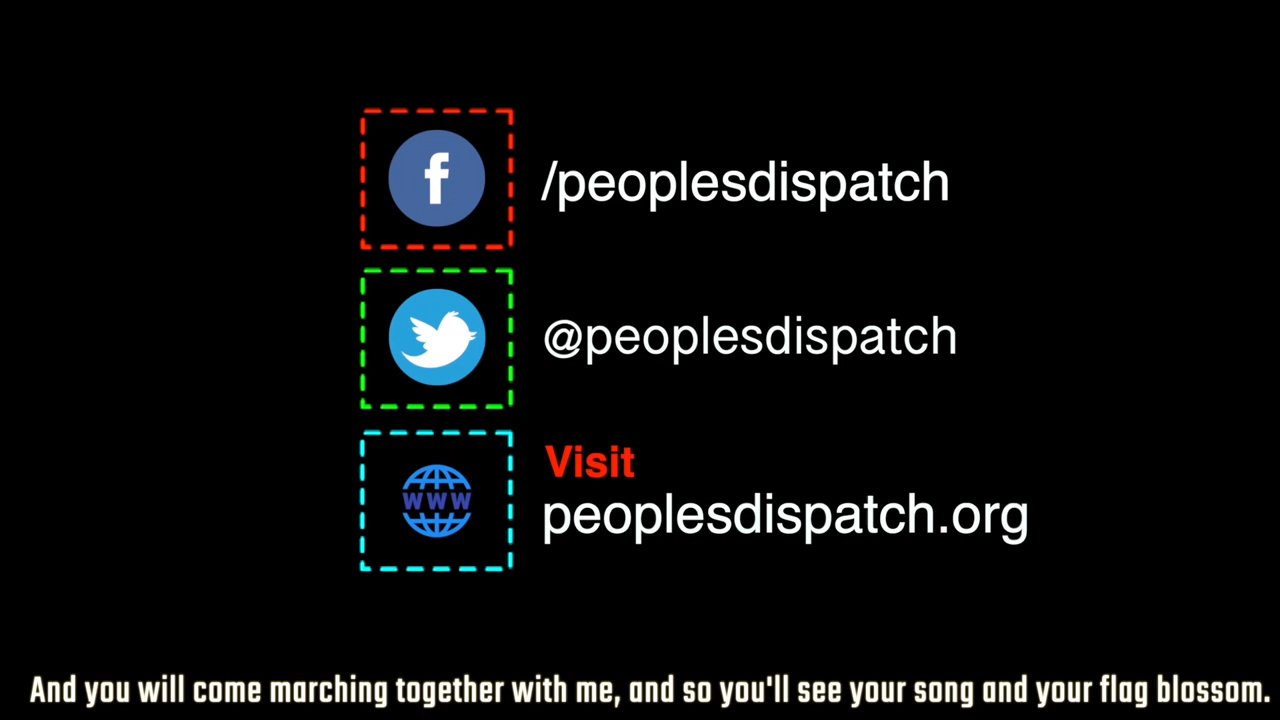 f
/peoplesdispatch
@peoplesdispatch
Visit
www
peoplesdispatch.org
And you will come marching together with me, and so you'll see your song and your flag blossom.